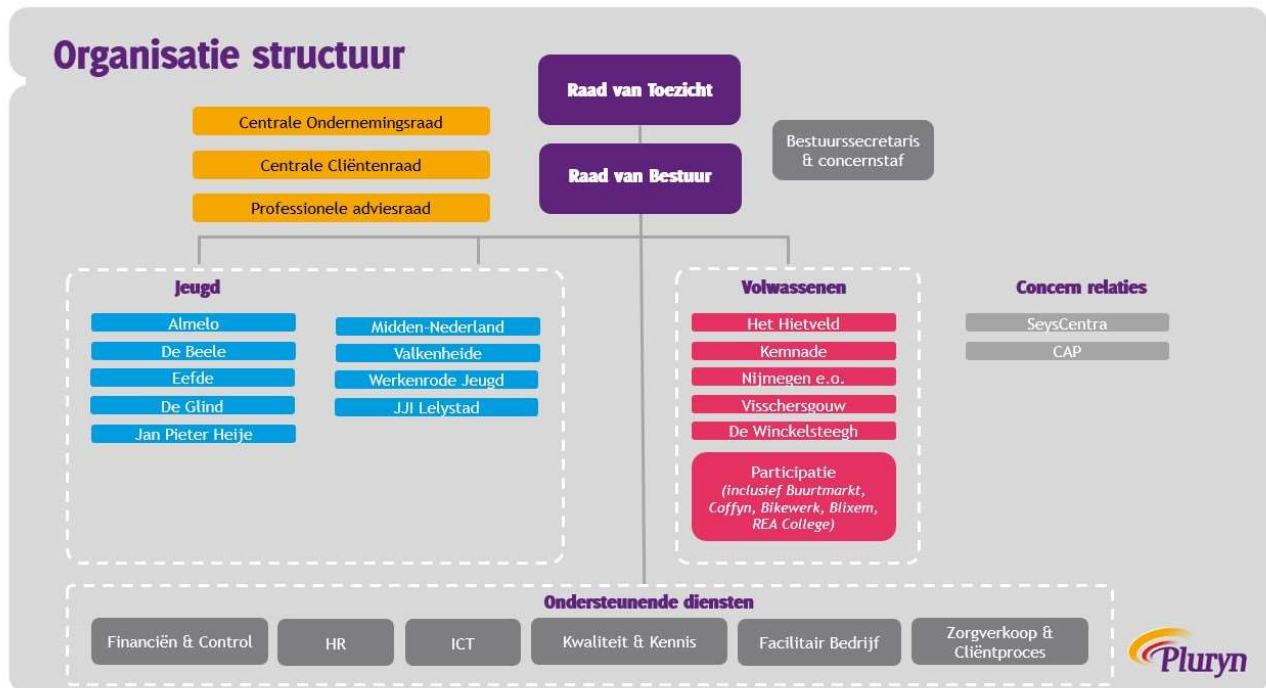 Organisatie structuur
Raad van Toezicht
Centrale Ondernemingsraad
Bestuurssecretaris
& concernstaf
Centrale Cliëntenraad
Raad van Bestuur
Professionele adviesraad
Jeugd
Almelo
De Beele
Eefde
De Glind
Jan Pieter Heije
Midden-Nederland
Valkenheide
Werkenrode Jeugd
JJI Lelystad
Volwassenen
Het Hietveld
Kemnade
Nijmegen e.o.
Visschersgouw
De Winckelsteegh
Participatie
(inclusief Buurtmarkt,
Coffyn, Bikewerk, Blixem,
REA College)
Concern relaties
SeysCentra
CAP
Ondersteunende diensten
Financiën & Control
HR
ICT
Kwaliteit & Kennis
Facilitair Bedrijf
Zorgverkoop &
Cliëntproces
Pluryn